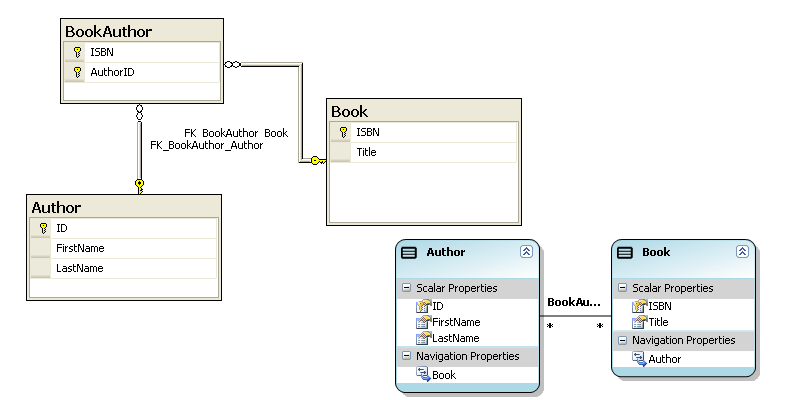 BookAuthor
ISBN
AuthorID
Book
ISBN
Title
FK_BookAuthor_Book
FK_BookAuthor_Author
Author
ID
FirstName
LastName
Author
Scalar Properties
ID
FirstName
LastName
Navigation Properties
Book
BookAu...
* *
Book
Scalar Properties
ISBN
Title
Navigation Properties
Author